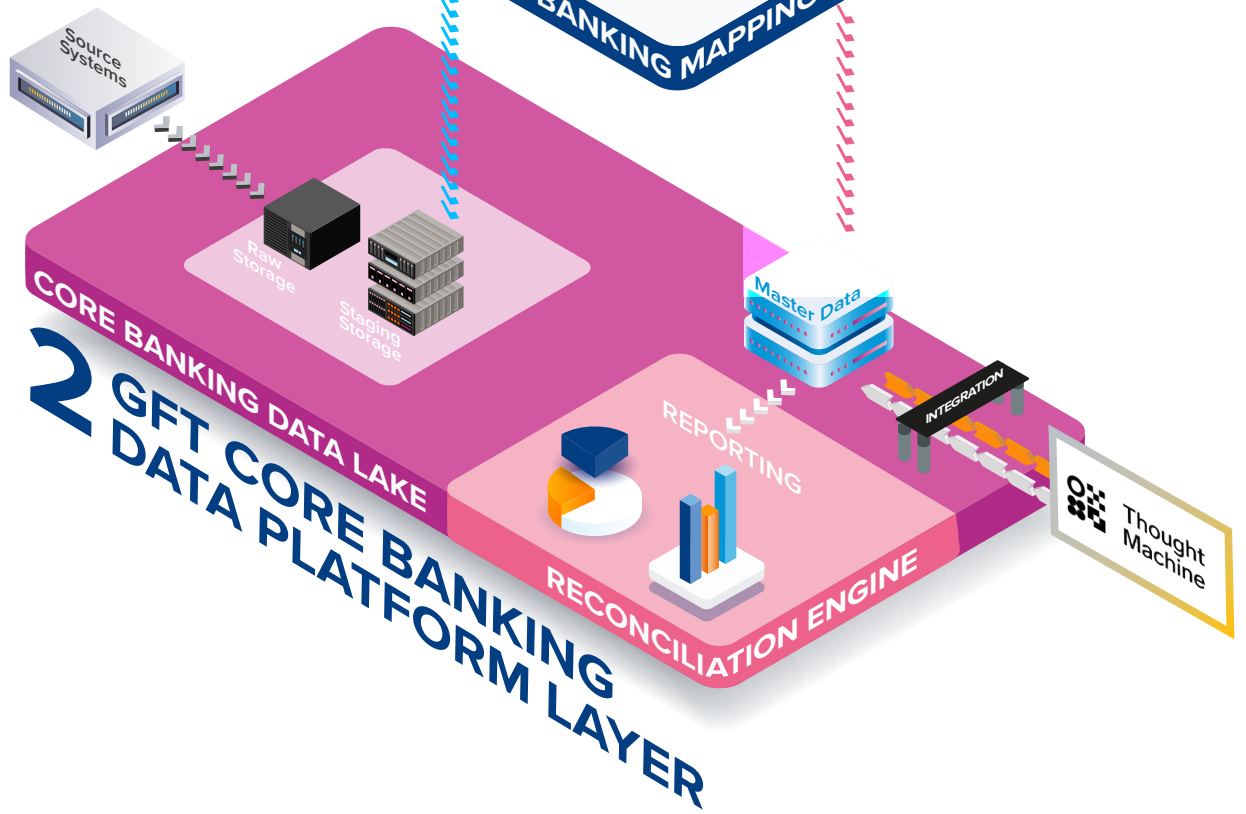 BANKING MAPPING
Source
Systems
Raw
Storage
Staging
Storage
Master Data
CORE BANKING DATA LAKE
REPORTING
INTEGRATION
Thought
Machine
RECONCILIATION ENGINE
2 GFT CORE BANKING
DATA PLATFORM LAYER